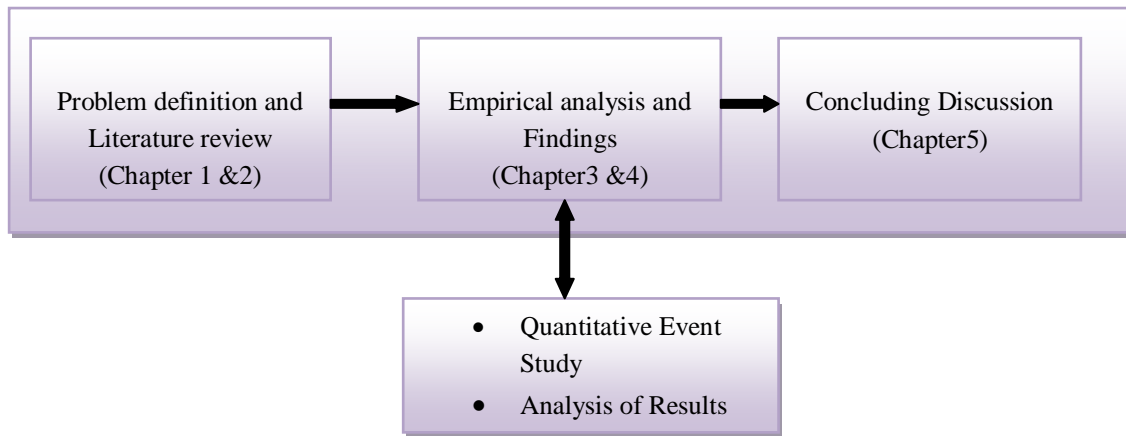 Problem definition and
Literature review
(Chapter 1 &2)
Empirical analysis and
Findings
(Chapter3 &4)
Concluding Discussion
(Chapter5)
• Quantitative Event
Study
• Analysis of Results